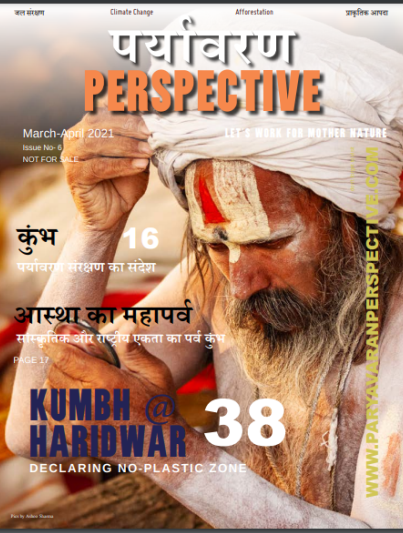 जल संरक्षण Climate Change Afforestation प्राकृतिक आपदा
पर्यावरण
PERSPECTIVE
March-April 2021 LET'S WORK FOR MOTHER NATURE
Issue No- 6
NOT FOR SALE
कुंभ 16
पर्यावरण संरक्षण का संदेश
आस्था का महापर्व
सांस्कृतिक और राष्ट्रीय एकता का पर्व कुंभ
PAGE 17
KUMBH @
HARIDWAR 38
DECLARING NO-PLASTIC ZONE
WWW.PARYAVARANPERSPECTIVE.COM